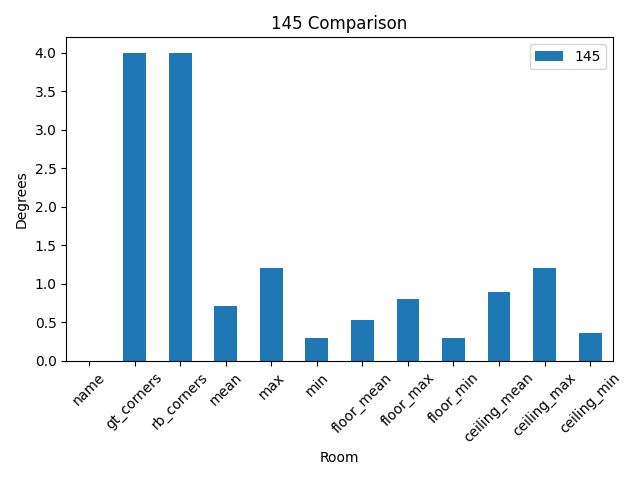 145 Comparison
145
Degrees
4.0
3.5
3.0
2.5
2.0
1.5
1.0
0.5
0.0
name
gt_corners
rb_corners
mean
max
min
floor_mean
floor_max
floor_min
ceiling_mean
ceiling_max
ceiling_min
Room